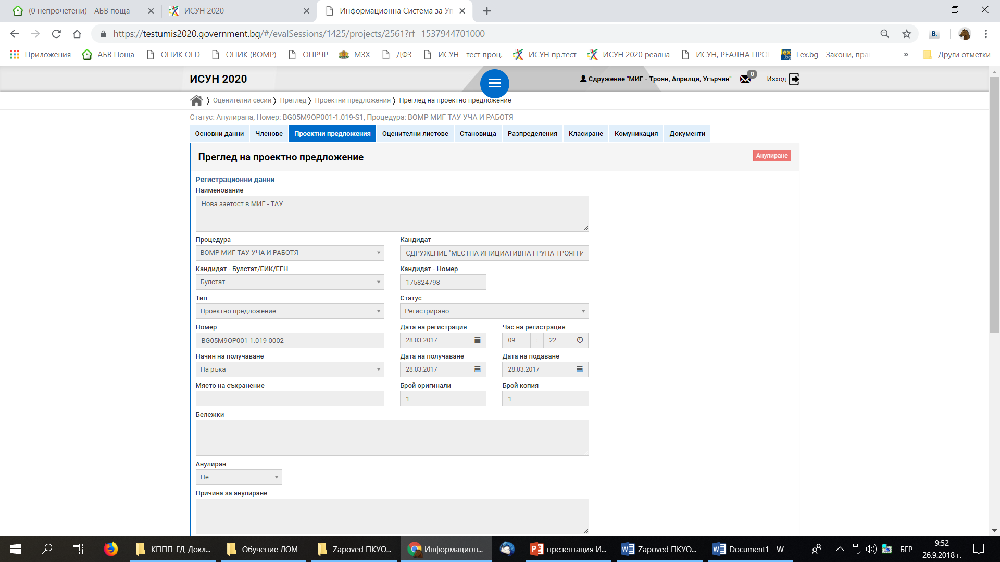 (0 непрочетени) - АБВ поща
ИСУН 2020
Информационна Система за Уп
https://testumis2020.government.bg/#/evalSessions/1425/projects/2561?rf=1537944701000
B.
Приложения
АБВ Поща
ОПИК OLD
ОПИК (ВОМР)
ОПРЧР
МЗХ
ДФЗ
ИСУН - тест проц.
ИСУН пр.тест
ИСУН 2020 реална
ИСУН, РЕАЛНА ПРО
Lex.bg - Закони, пра
»
Други отметки
ИСУН 2020
Сдружение "МИГ - Троян, Априлци, Угърчин"
0
Изход
Оценителни сесии
Преглед
Проектни предложения
Преглед на проектно предложение
Статус: Анулирана, Номер: BG05M9OP001-1.019-S1, Процедура: ВОМР МИГ ТАУ УЧА И РАБОТЯ
Основни данни
Членове
Проектни предложения
Оценителни листове
Становища
Разпределения
Класиране
Комуникация
Документи
Преглед на проектно предложение
Анулиране
Регистрационни данни
Наименование
Нова заетост в МИГ - ТАУ
Процедура
Кандидат
ВОМР МИГ ТАУ УЧА И РАБОТЯ
СДРУЖЕНИЕ "МЕСТНА ИНИЦИАТИВНА ГРУПА ТРОЯН И
Кандидат - Булстат/ЕИК/ЕГН
Кандидат - Номер
Булстат
175824798
Тип
Статус
Проектно предложение
Регистрирано
Номер
Дата на регистрация
Час на регистрация
BG05M9OP001-1.019-0002
28.03.2017
09 : 22
Начин на получаване
Дата на получаване
Дата на подаване
На ръка
28.03.2017
28.03.2017
Място на съхранение
Брой оригинали
Брой копия
1
1
Бележки
Анулиран
Не
Причина за анулиране
КППП_ГД_Докл...
Обучение ЛОМ
Zapoved ПКУО...
Информацион...
презентация И...
Zapoved ПКУО...
Document1 - W
БГР
9:52
26.9.2018 г.